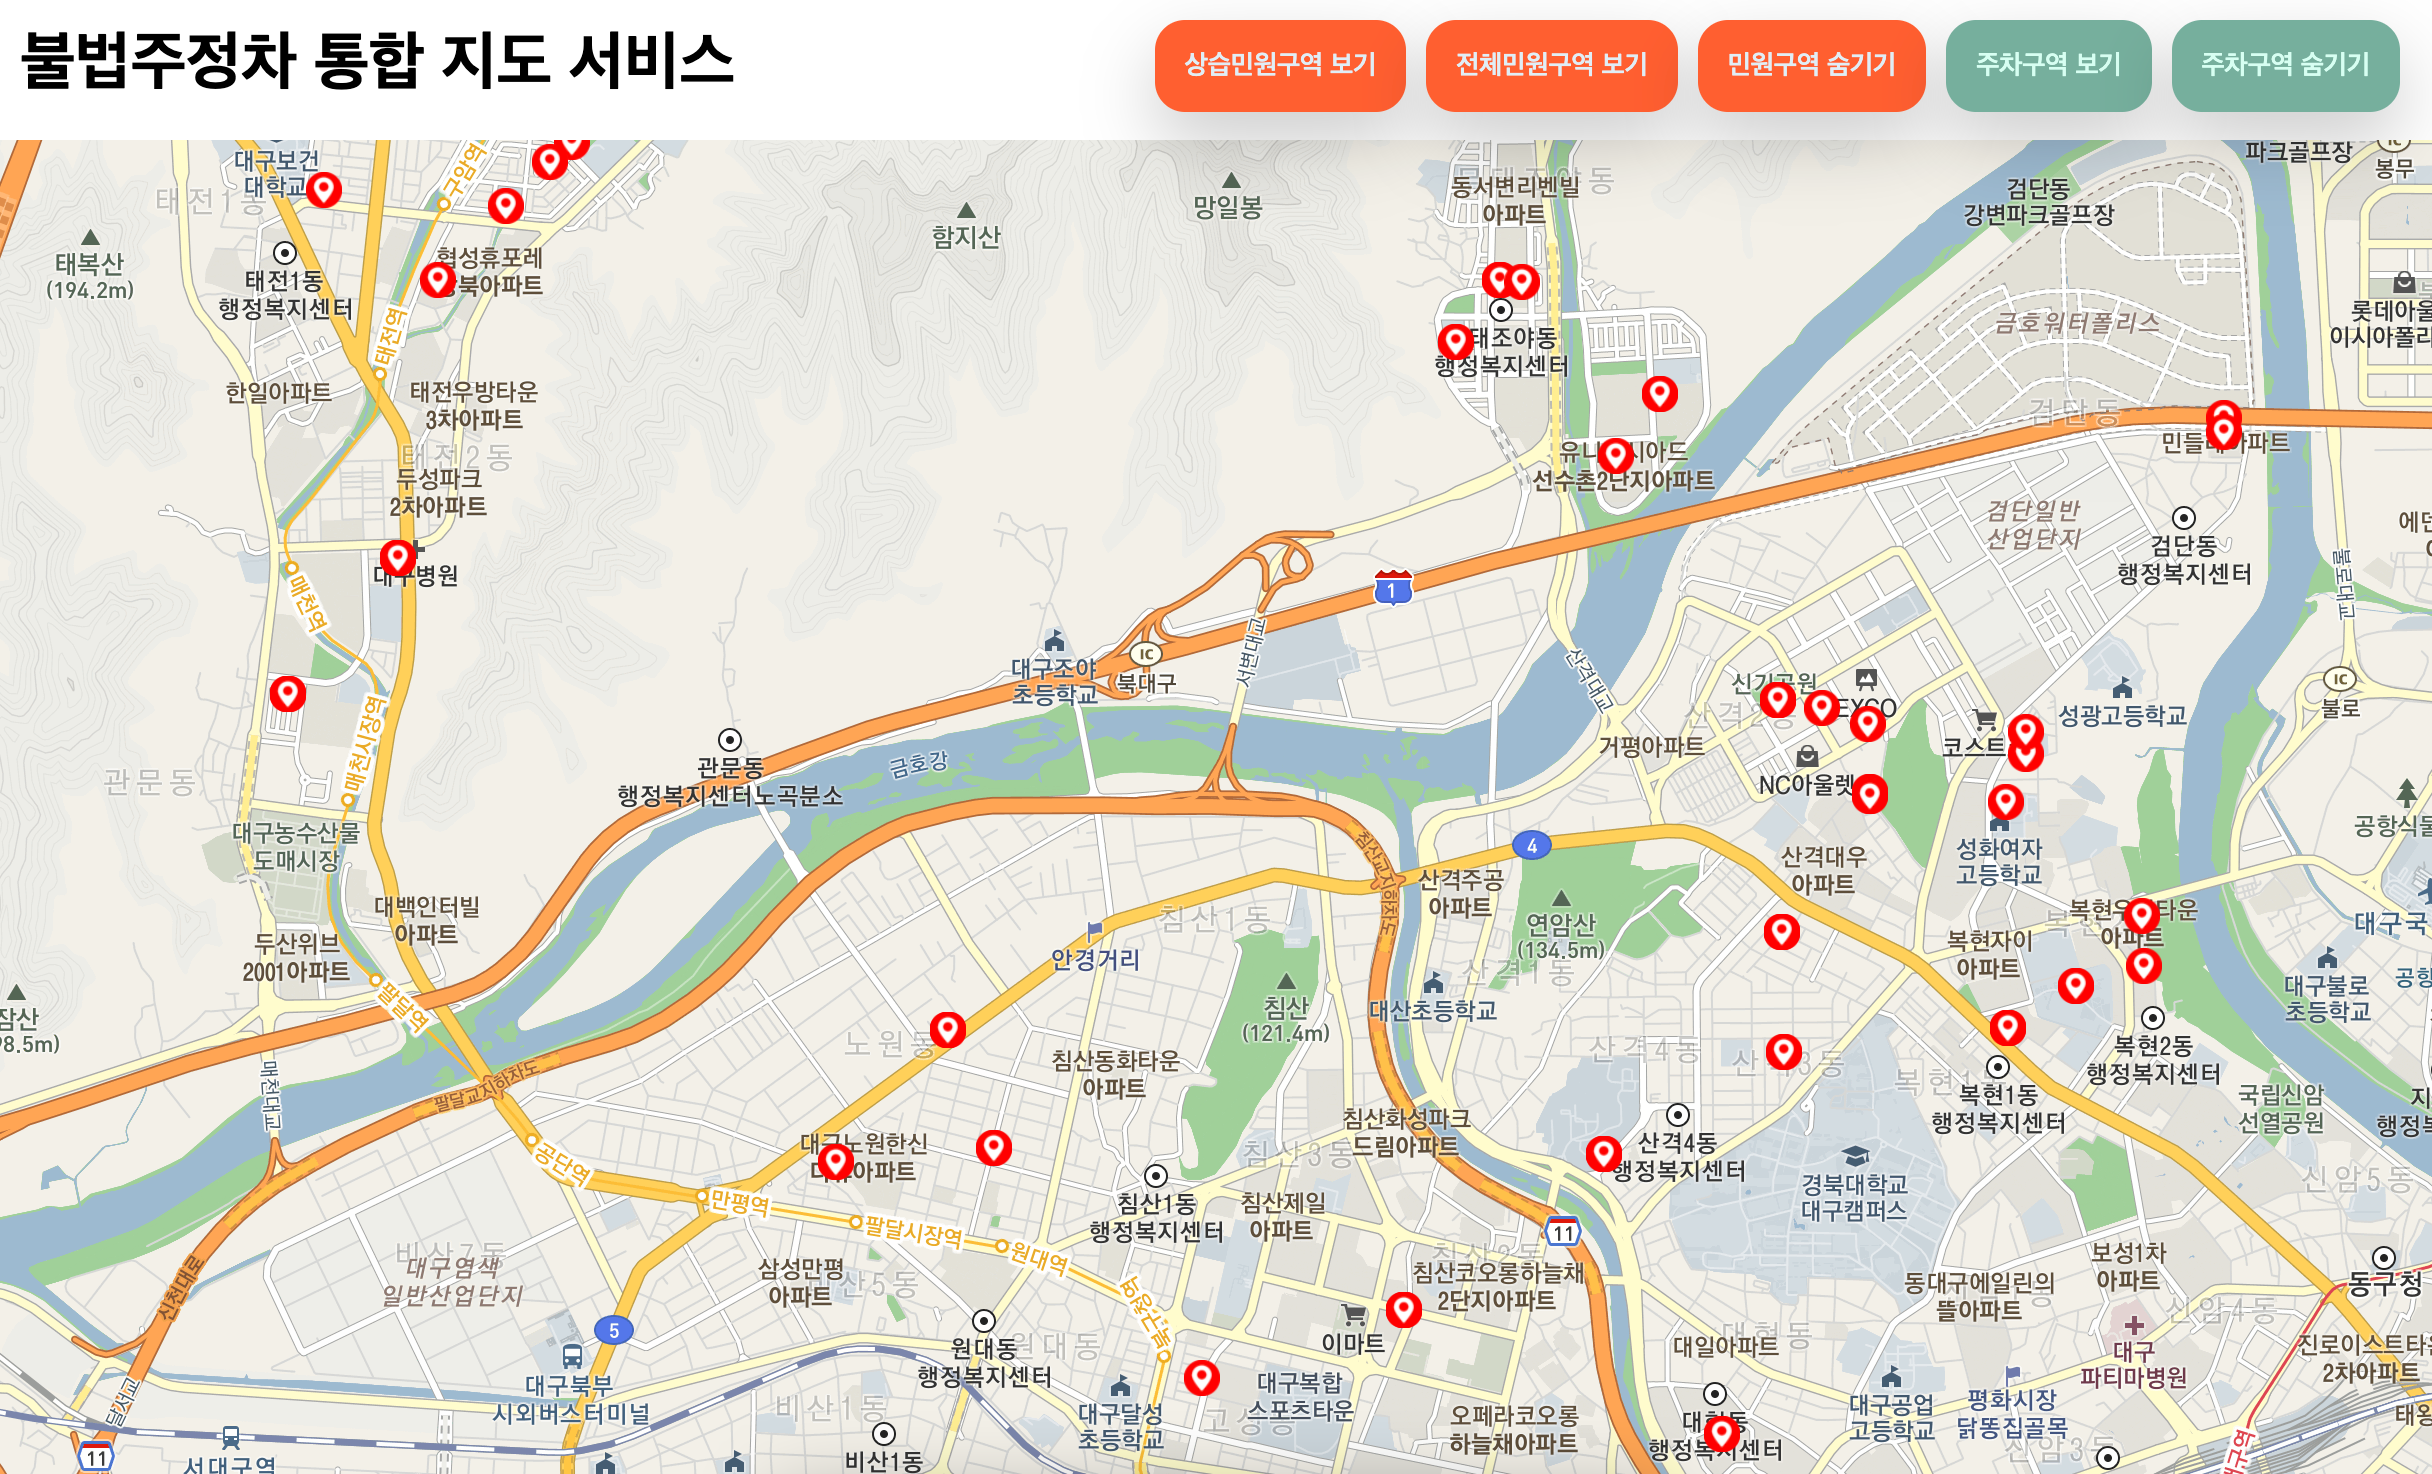 불법주정차 통합 지도 서비스
상습민원구역 보기
전체민원구역 보기
민원구역 숨기기
주차구역 보기
주차구역 숨기기
대구보건
대학교
태전1동
구암역
동서변리벤빌
아파트
망일봉
함지산
검단동
강변파크골프장
파크골프장
IC
봉무
태복산
(194.2m)
태전1동
행정복지센터
협성휴포레
북아파트
태전역
태조야동
행정복지센터
금호워터폴리스
롯데아울
이시아폴리
한일아파트
태전우방타운
3차아파트
태전2동
두성파크
2차아파트
검단동
아파트
선수촌2단지아파트
검단일반
산업단지
검단동
행정복지센터
불로대교
대구병원
매천역
1
서변대교
대구조야
초등학교
IC
북대구
산격대교
신기공원
EXCO
산격2동
거평아파트
코스트
성광고등학교
IC
불로
매천시장역
관문동
관문동
행정복지센터노곡분소
금호강
NC아울렛
대구농수산물
도매시장
침산교지하차도
4
산격대우
아파트
성화여자
고등학교
공항식물
대백인터빌
아파트
두산위브
2001아파트
침산1동
안경거리
산격주공
아파트
연암산
(134.5m)
산격1동
복현자이
아파트
아파트
대구국
대구불로
초등학교
팔달역
침산
(121.4m)
대산초등학교
잠산
98.5m)
노원동
침산동화타운
아파트
산격4동
산격3동
복현1동
행정복지센터
복현2동
행정복지센터
국립신암
선열공원
매천대교
팔달교지하차도
침산화성파크
드림아파트
침산3동
산격4동
행정복지센터
경북대학교
대구캠퍼스
신암5동
공단역
대구노원한신
아파트
만평역
팔달시장역
원대역
침산1동
행정복지센터
침산제일
아파트
11
비산7동
대구염색
일반산업단지
신천대로
삼성만평
아파트
비산5동
침산2동
침산코오롱하늘채
2단지아파트
동대구에일린의
뜰아파트
보성1차
아파트
신암4동
동구청
5
원대동
원대동
행정복지센터
이마트
대일아파트
대현동
대구
파티마병원
진로이스트타운
2차아파트
대구북부
시외버스터미널
달서교
비산1동
비산1동
대구달성
초등학교
대구복합
스포츠타운
고성동
오페라코오롱
하늘채아파트
행정복지센터
대구공업
고등학교
평화시장
닭똥집골목
신암3동
11
서대구역